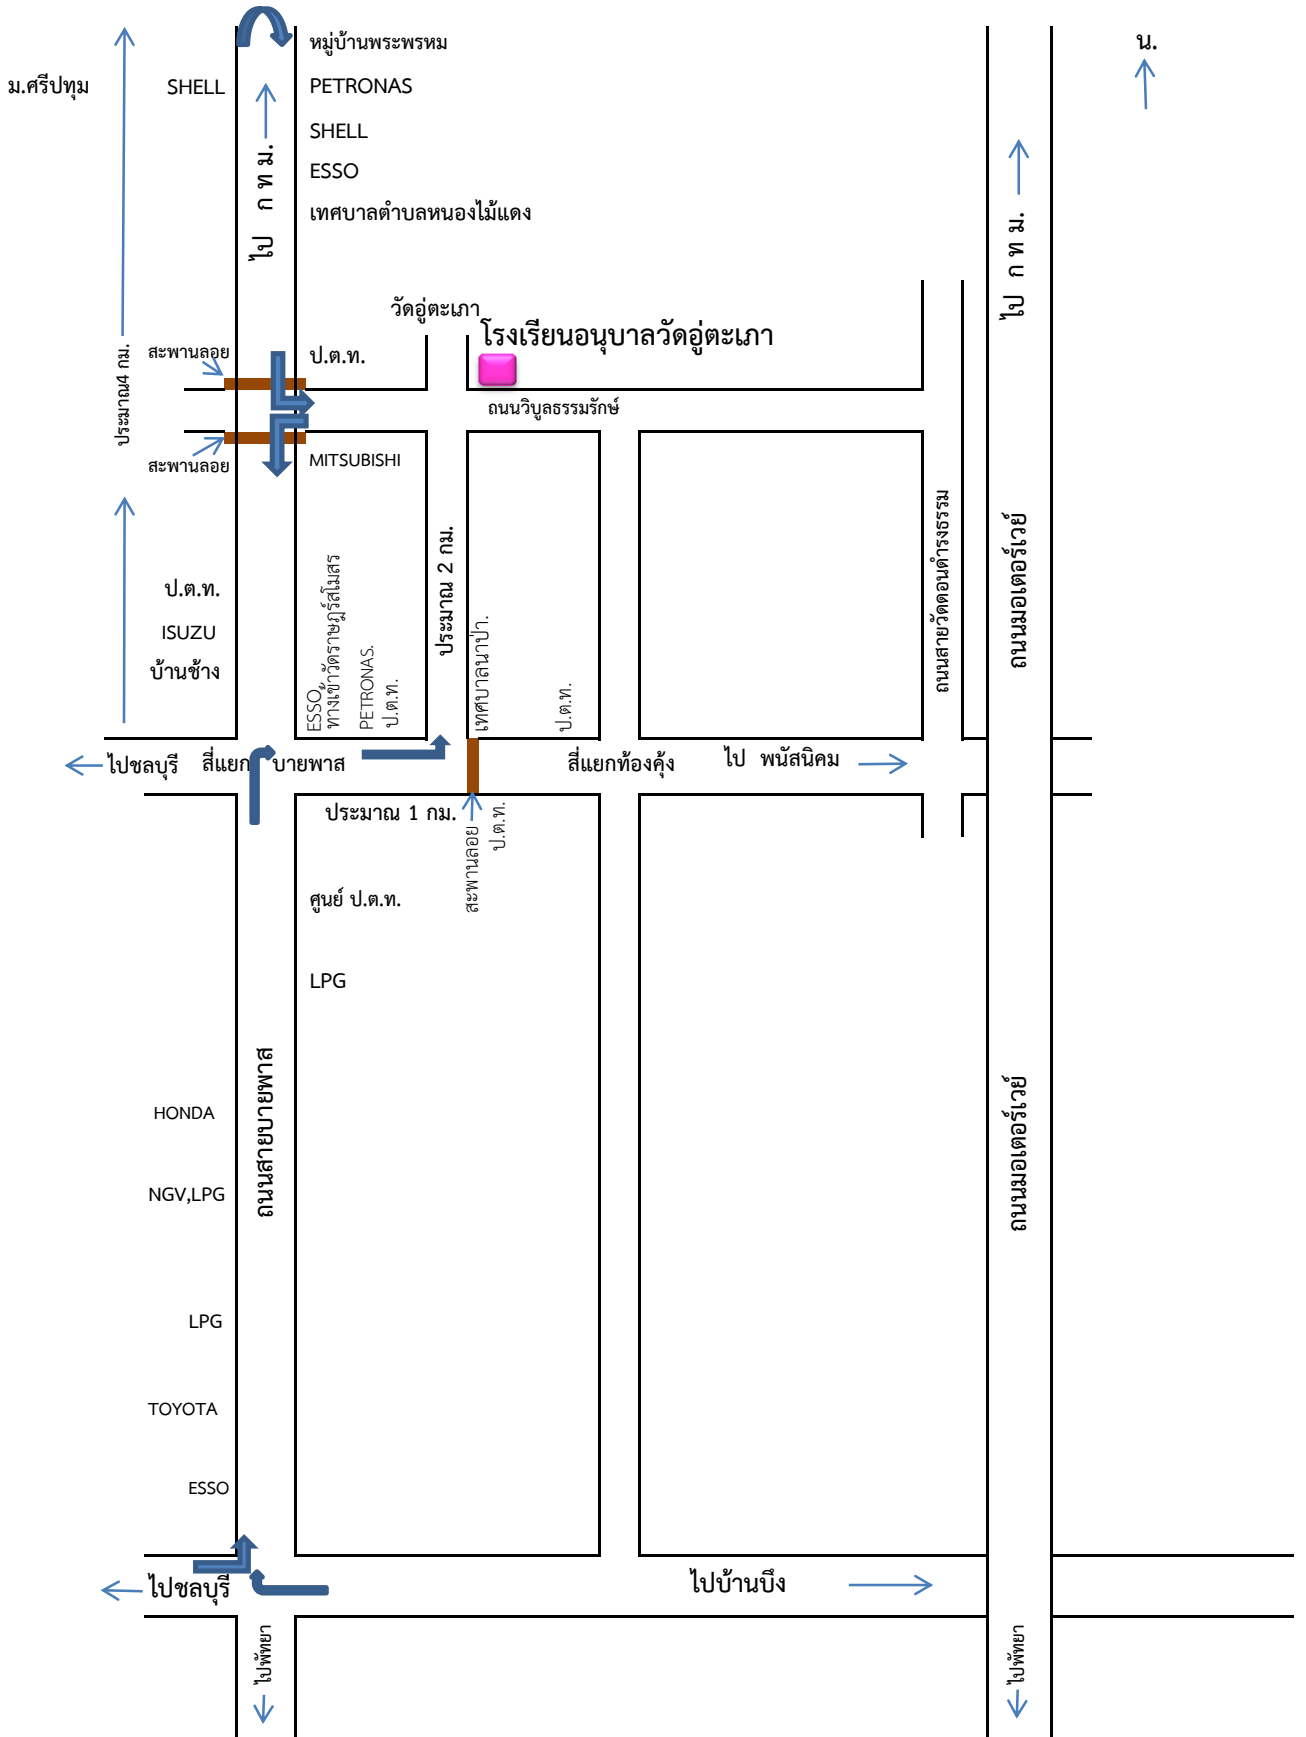 หมู่บ้านพระพรหม
น.
ม.ศรีปทุม
SHELL
PETRONAS
SHELL
ESSO
ไป กทม.
เทศบาลตำบลหนองไม้แดง
ไป กทม.
วัดอู่ตะเภา
โรงเรียนอนุบาลวัดอู่ตะเภา
ประมาณ4 กม.
สะพานลอย
ป.ต.ท.
ถนนวิบูลธรรมรักษ์
สะพานลอย
MITSUBISHI
ป.ต.ท.
ISUZU
บ้านช้าง
ESSO
ทางเข้าวัดราษฎร์สโมสร
PETRONAS.
ป.ต.ท.
ประมาณ 2 กม.
เทศบาลนาป่า.
ป.ต.ท.
ถนนสายวัดดอนดำรงธรรม
ถนนมอเตอร์เวย์
ไปชลบุรี
สี่แยก บายพาส
สี่แยกท้องคุ้ง
ไป พนัสนิคม
ประมาณ 1 กม.
สะพานลอย
ป.ต.ท.
ศูนย์ ป.ต.ท.
LPG
ถนนสายบายพาส
HONDA
NGV,LPG
ถนนมอเตอร์เวย์
LPG
TOYOTA
ESSO
ไปชลบุรี
ไปบ้านบึง
ไปพัทยา
ไปพัทยา